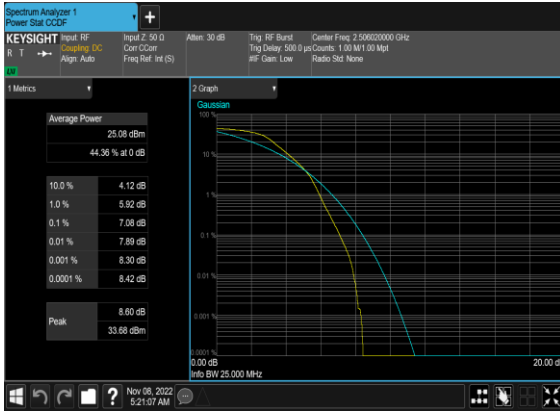 Spectrum Analyzer 1
Power Stat CCDF
KEYSIGHT
R T
LXI
Input: RF
Coupling: DC
Align: Auto
Input Z: 50 Ω
Corr CCorr
Freq Ref: Int (S)
Atten: 30 dB
Trig: RF Burst
Trig Delay: 500.0 µs
#IF Gain: Low
Center Freq: 2.506020000 GHz
Counts: 1.00 M/1.00 Mpt
Radio Std: None
1 Metrics
Average Power
25.08 dBm
44.36 % at 0 dB
10.0 % 4.12 dB
1.0 % 5.92 dB
0.1 % 7.08 dB
0.01 % 7.89 dB
0.001 % 8.30 dB
0.0001 % 8.42 dB
Peak
8.60 dB
33.68 dBm
2 Graph
Gaussian
100 %
10 %
1 %
0.1 %
0.01 %
0.001 %
0.0001 %
0.00 dB
20.00 d
Info BW 25.000 MHz
?
Nov 08, 2022
5:21:07 AM